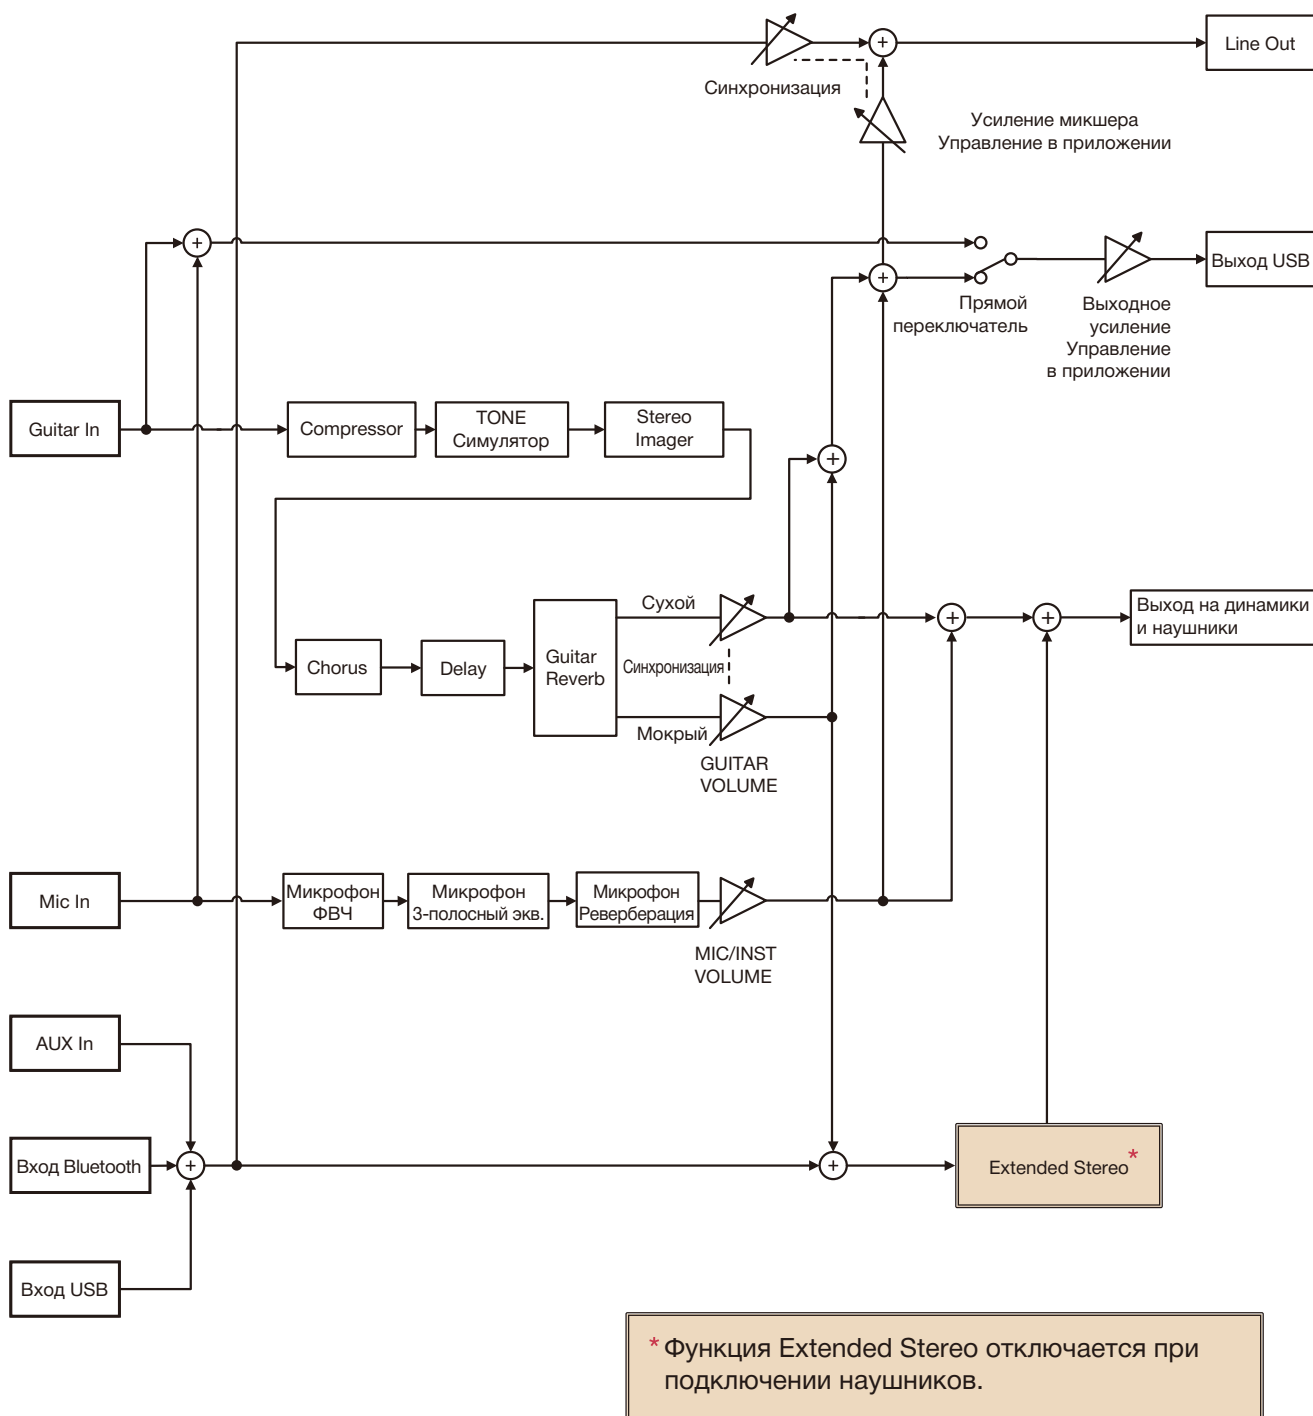 Line Out
Синхронизация
Усиление микшера
Управление в приложении
Выход USB
Прямой
переключатель
Выходное
усиление
Управление
в приложении
Guitar In
Compressor
TONE
Симулятор
Stereo
Imager
Сухой
Выход на динамики
и наушники
Chorus
Delay
Guitar
Reverb
Синхронизация
Мокрый
GUITAR
VOLUME
Mic In
Микрофон
ФВЧ
Микрофон
3-полосный экв.
Микрофон
Реверберация
MIC/INST
VOLUME
AUX In
Вход Bluetooth
Extended Stereo*
Вход USB
* Функция Extended Stereo отключается при
подключении наушников.